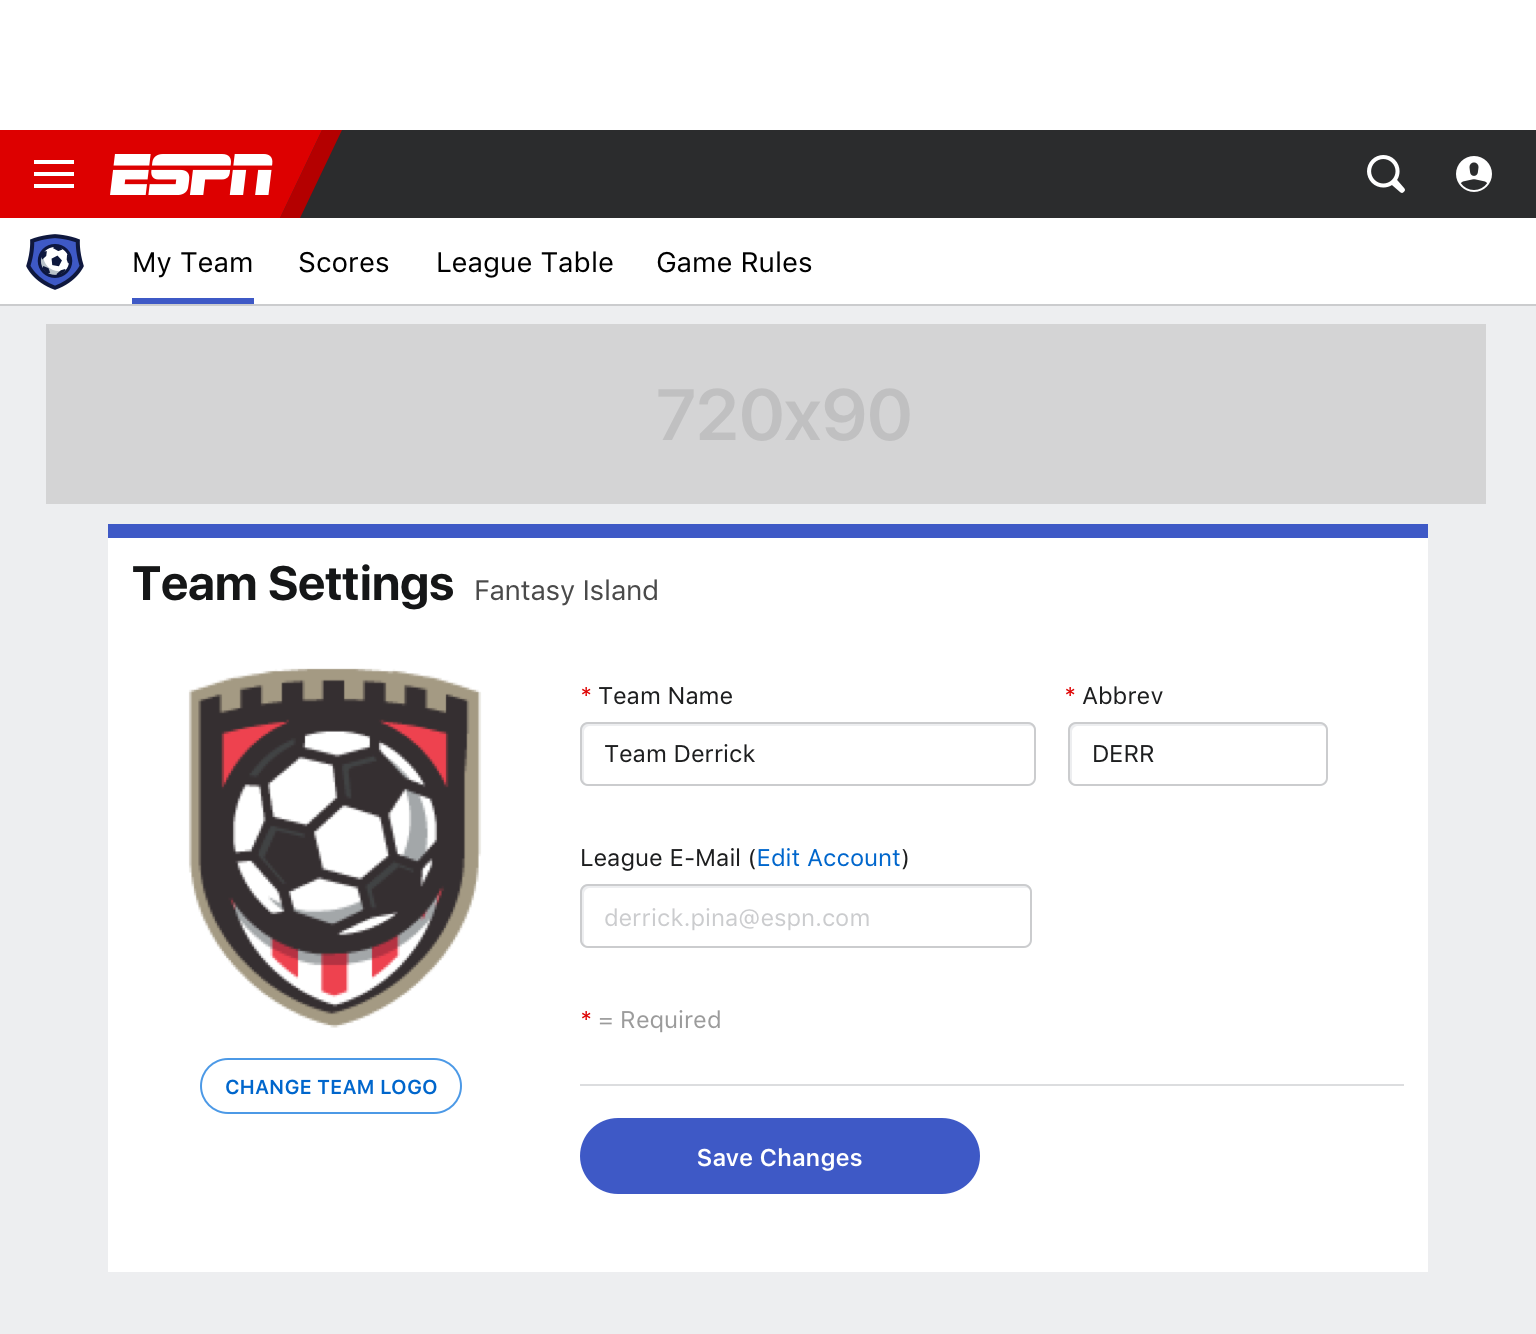 ESPN
My Team Scores League Table Game Rules
720x90
Team Settings Fantasy Island
* Team Name * Abbrev
Team Derrick DERR
League E-Mail (Edit Account)
derrick.pina@espn.com
* = Required
CHANGE TEAM LOGO
Save Changes